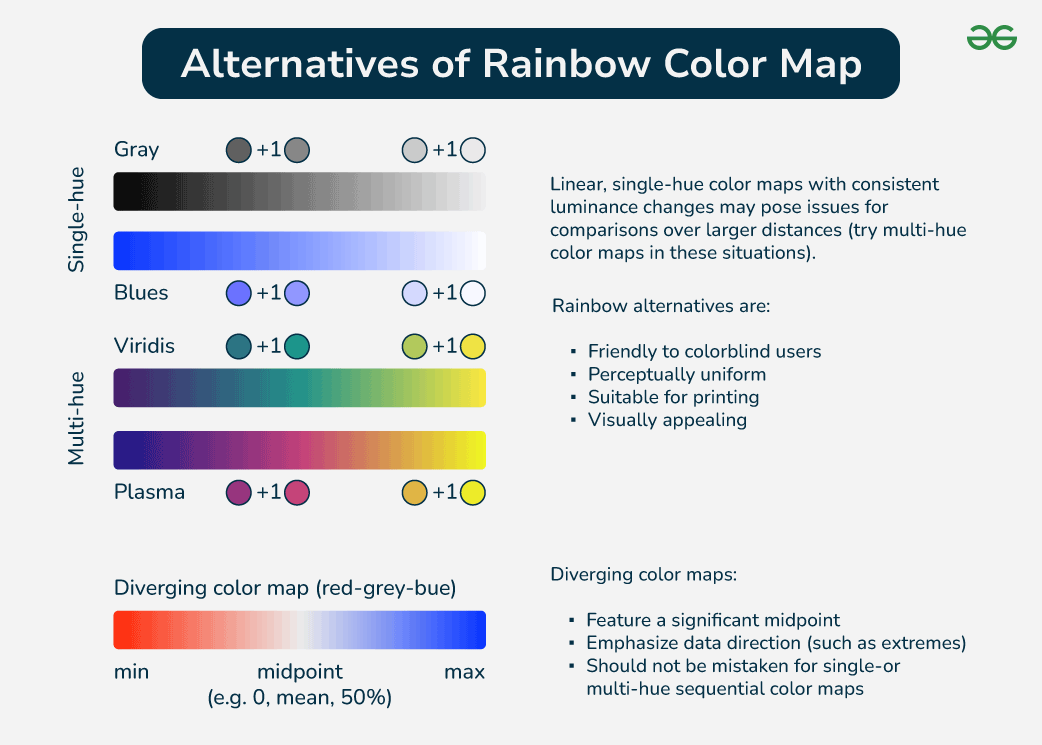 Alternatives of Rainbow Color Map
Single-hue
Gray
+1
+1
Blues
+1
+1
Multi-hue
Viridis
+1
+1
Plasma
+1
+1
Linear, single-hue color maps with consistent
luminance changes may pose issues for
comparisons over larger distances (try multi-hue
color maps in these situations).
Rainbow alternatives are:
▪ Friendly to colorblind users
▪ Perceptually uniform
▪ Suitable for printing
▪ Visually appealing
Diverging color map (red-grey-bue)
min
midpoint
max
(e.g. 0, mean, 50%)
Diverging color maps:
▪ Feature a significant midpoint
▪ Emphasize data direction (such as extremes)
▪ Should not be mistaken for single-or
multi-hue sequential color maps